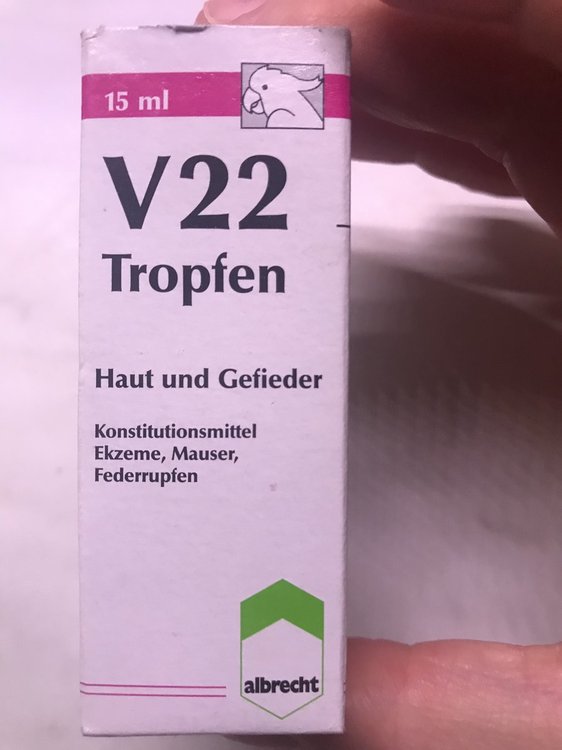 15 ml
V22
Tropfen
Haut und Gefieder
Konstitutionsmittel
Ekzeme, Mauser,
Federrupfen
albrecht